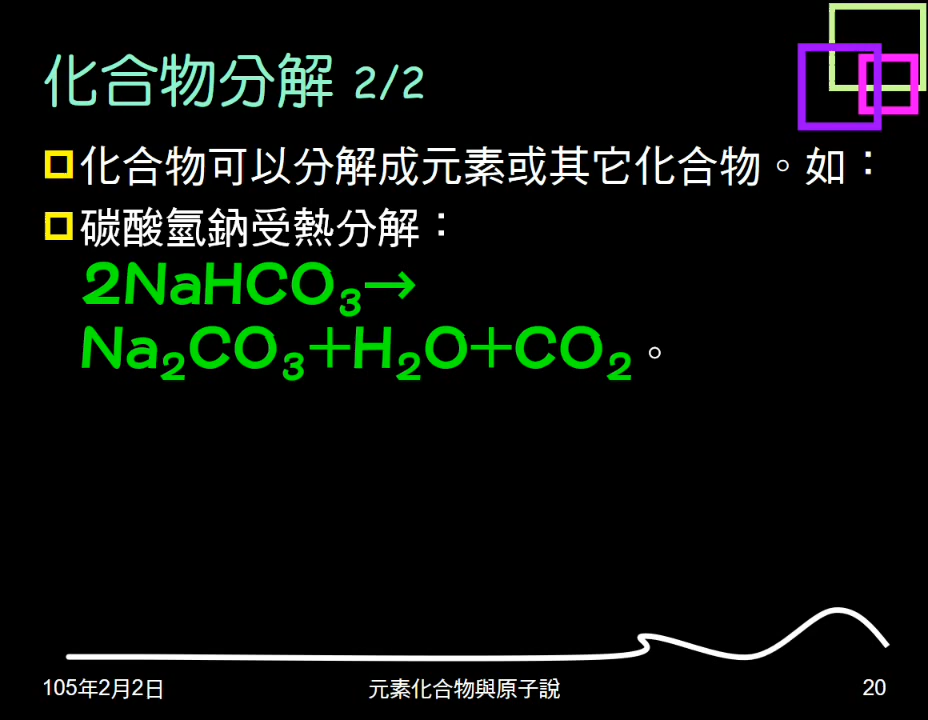 化合物分解 2/2
化合物可以分解成元素或其它化合物。如：
碳酸氫鈉受熱分解：
2NaHCO₃→
Na₂CO₃+H₂O+CO₂。
105年2月2日
元素化合物與原子說
20